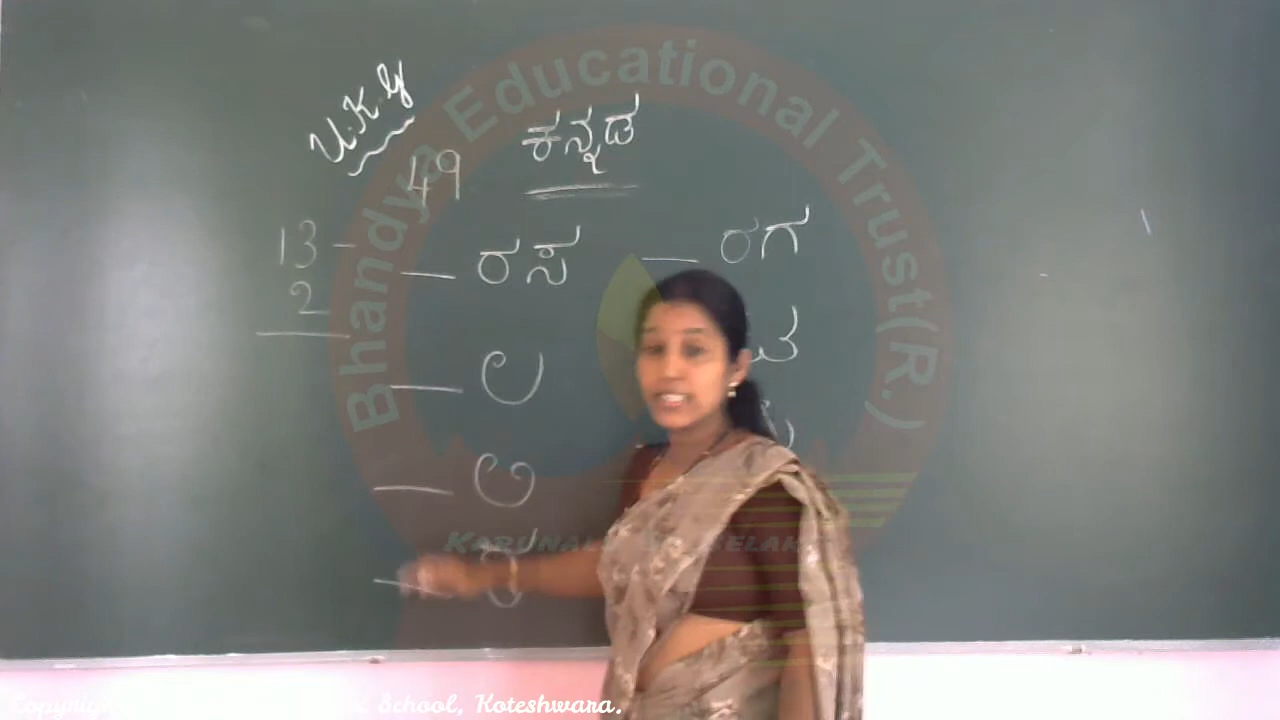 U.K.G
ಕನ್ನಡ
49
13 -
— ರಸ — ರಗ
2
— ಲ
— ಅ
Bhandya Educational Trust(R.)
School, Koteshwara.